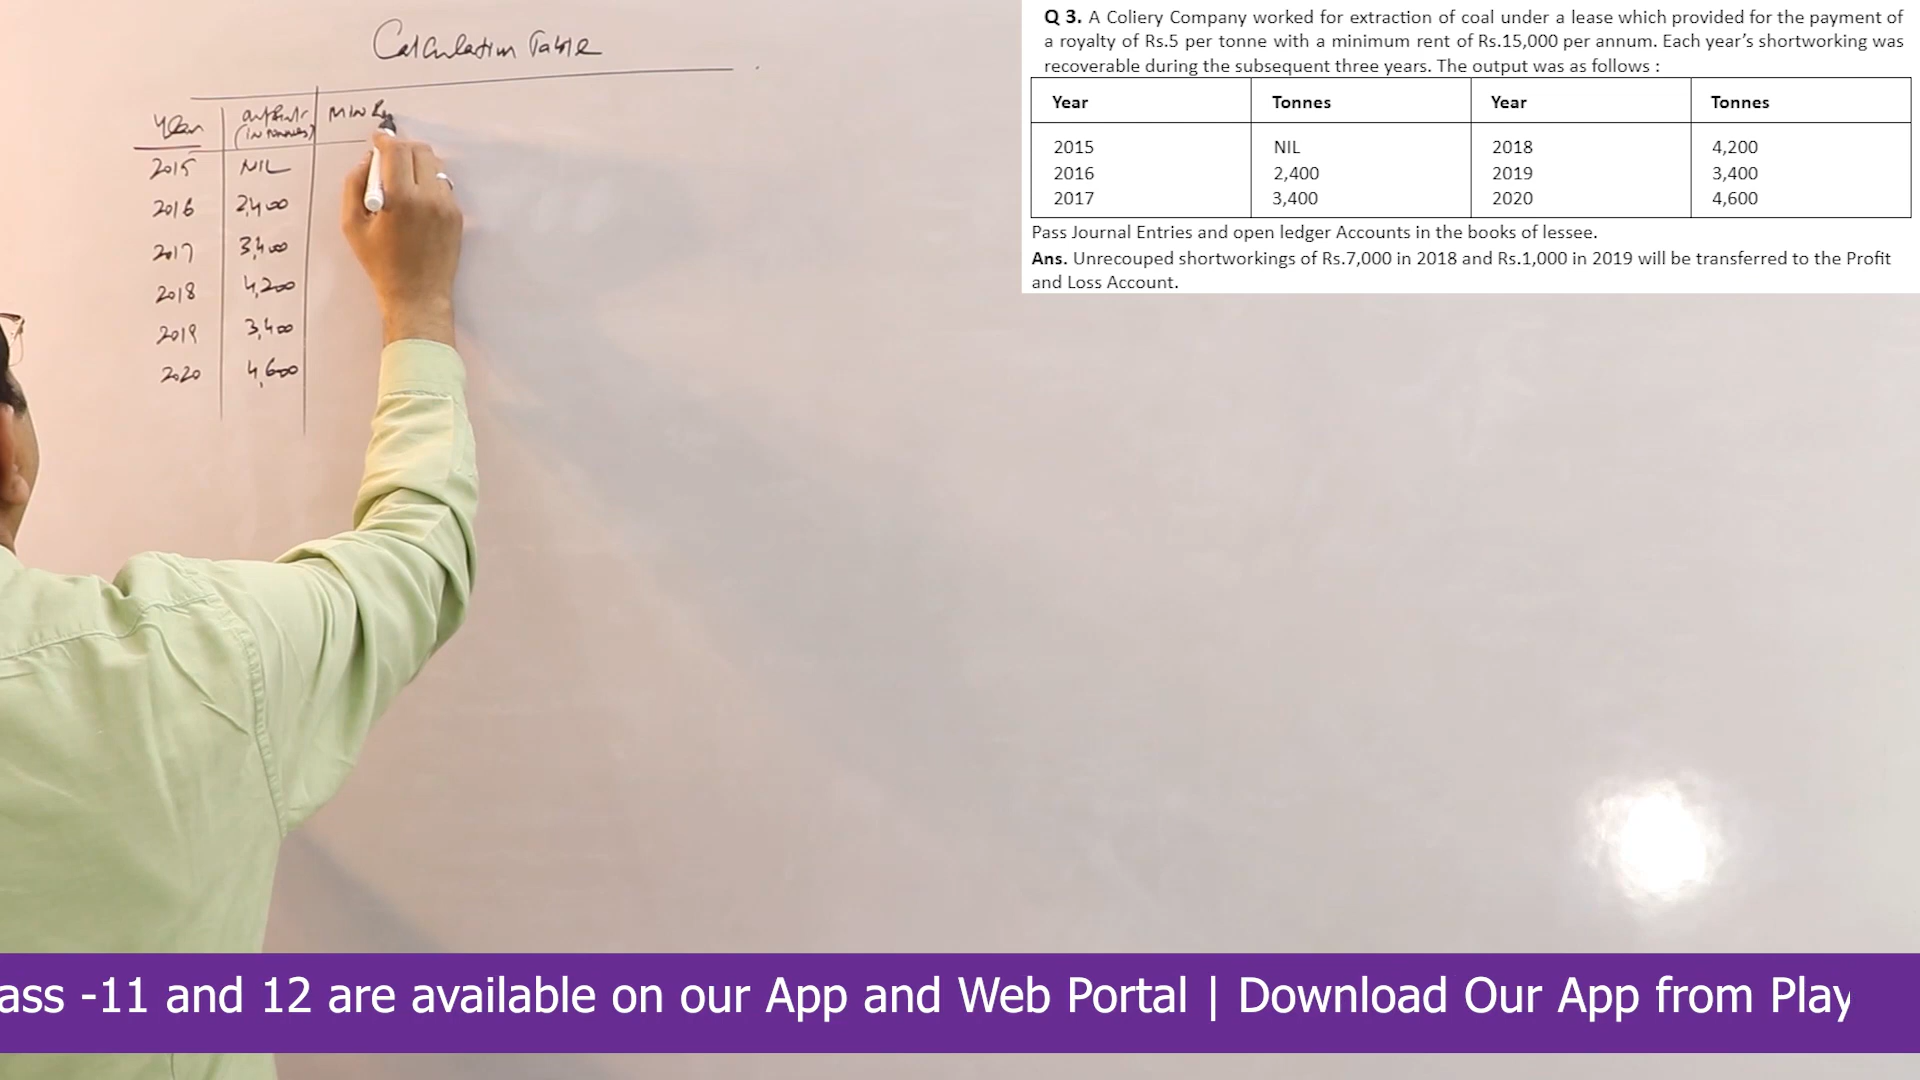 Calculation Table
Year
output
(in tonnes)
Min R
2015 NIL
2016 2,400
2017 3,400
2018 4,200
2019 3,400
2020 4,600
Q 3. A Coliery Company worked for extraction of coal under a lease which provided for the payment of
a royalty of Rs.5 per tonne with a minimum rent of Rs.15,000 per annum. Each year’s shortworking was
recoverable during the subsequent three years. The output was as follows :
Year Tonnes Year Tonnes
2015 NIL 2018 4,200
2016 2,400 2019 3,400
2017 3,400 2020 4,600
Pass Journal Entries and open ledger Accounts in the books of lessee.
Ans. Unrecouped shortworkings of Rs.7,000 in 2018 and Rs.1,000 in 2019 will be transferred to the Profit
and Loss Account.
ass -11 and 12 are available on our App and Web Portal | Download Our App from Play